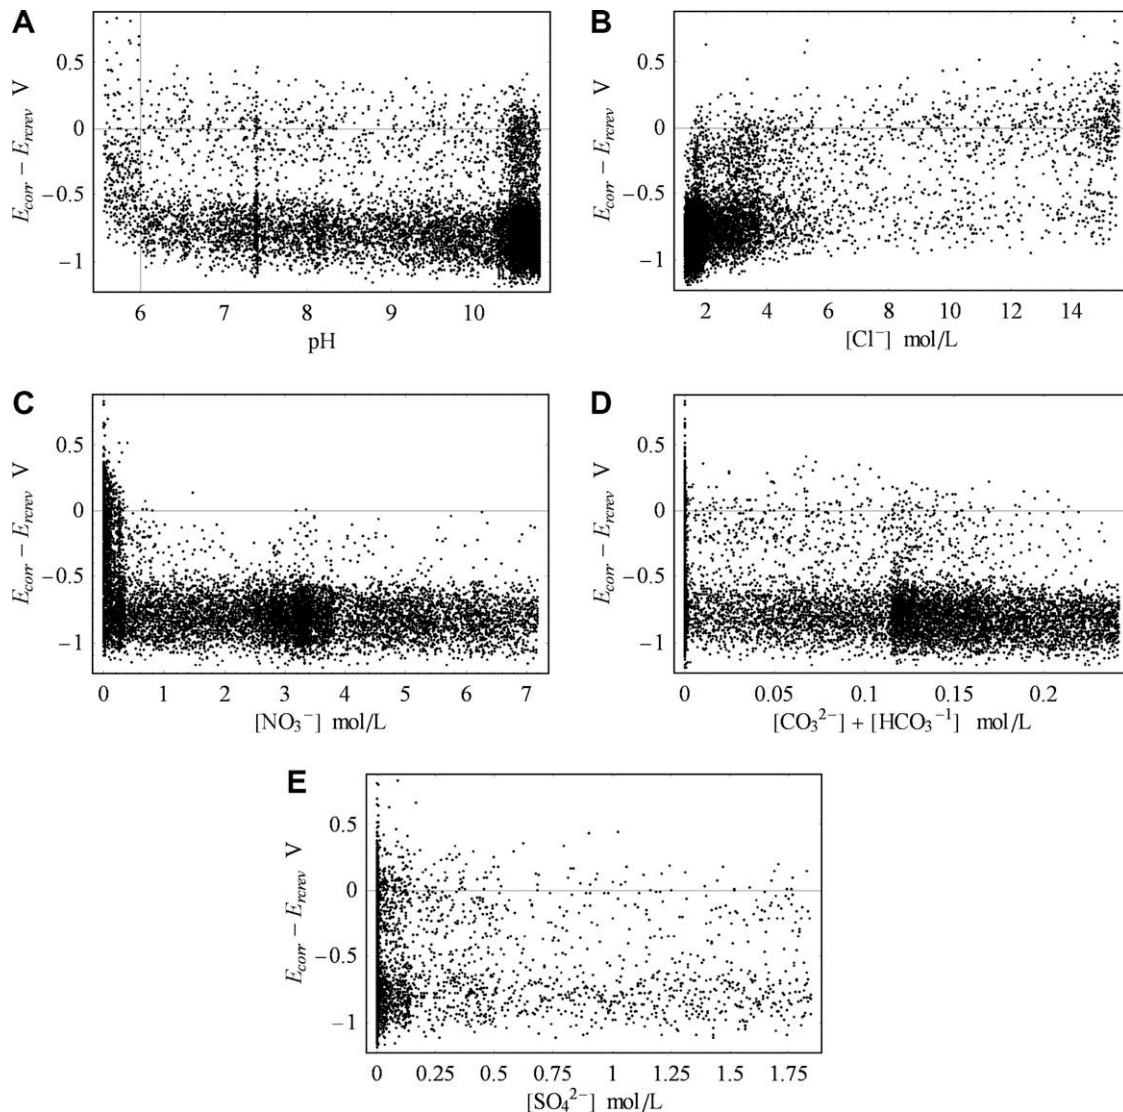 A
E_corr − E_rcrev V
0.5
0
−0.5
−1
6 7 8 9 10
pH
B
E_corr − E_rcrev V
0.5
0
−0.5
−1
2 4 6 8 10 12 14
[Cl⁻] mol/L
C
E_corr − E_rcrev V
0.5
0
−0.5
−1
0 1 2 3 4 5 6 7
[NO₃⁻] mol/L
D
E_corr − E_rcrev V
0.5
0
−0.5
−1
0 0.05 0.1 0.15 0.2
[CO₃²⁻] + [HCO₃⁻¹] mol/L
E
E_corr − E_rcrev V
0.5
0
−0.5
−1
0 0.25 0.5 0.75 1 1.25 1.5 1.75
[SO₄²⁻] mol/L